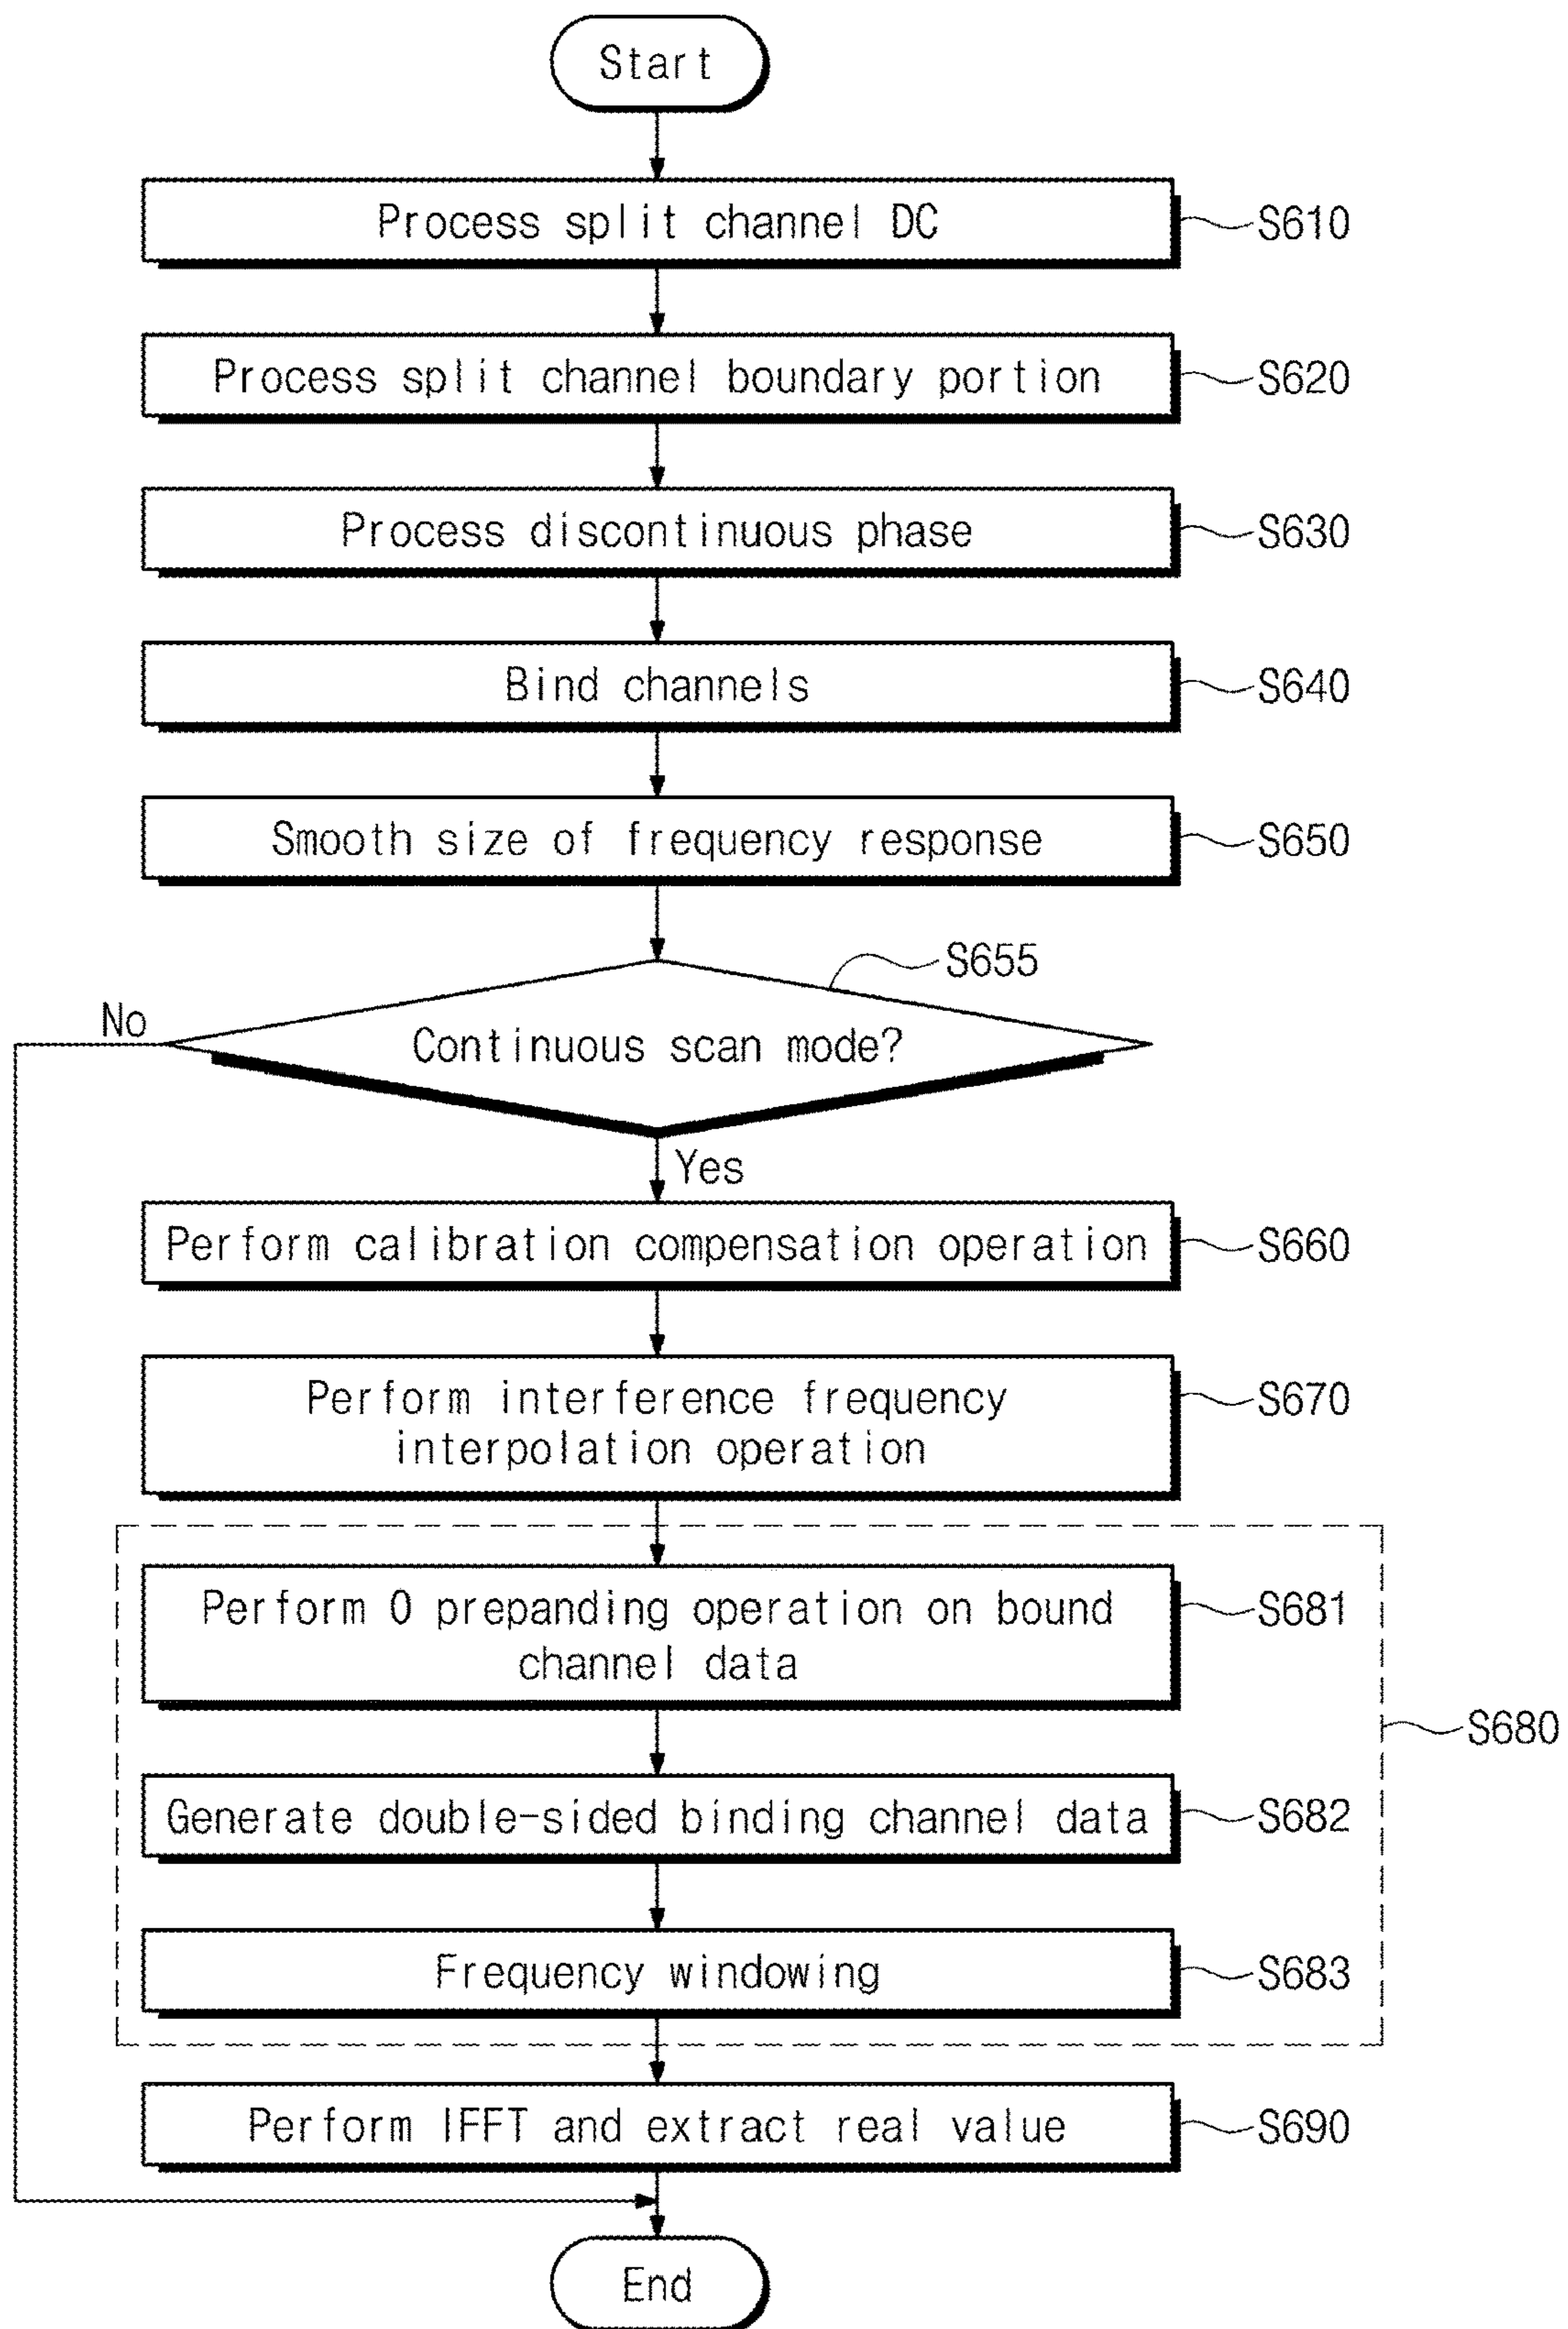 Start
Process split channel DC
S610
Process split channel boundary portion
S620
Process discontinuous phase
S630
Bind channels
S640
Smooth size of frequency response
S650
S655
No
Continuous scan mode?
Yes
Perform calibration compensation operation
S660
Perform interference frequency
interpolation operation
S670
Perform 0 prepanding operation on bound
channel data
S681
S680
Generate double-sided binding channel data
S682
Frequency windowing
S683
Perform IFFT and extract real value
S690
End